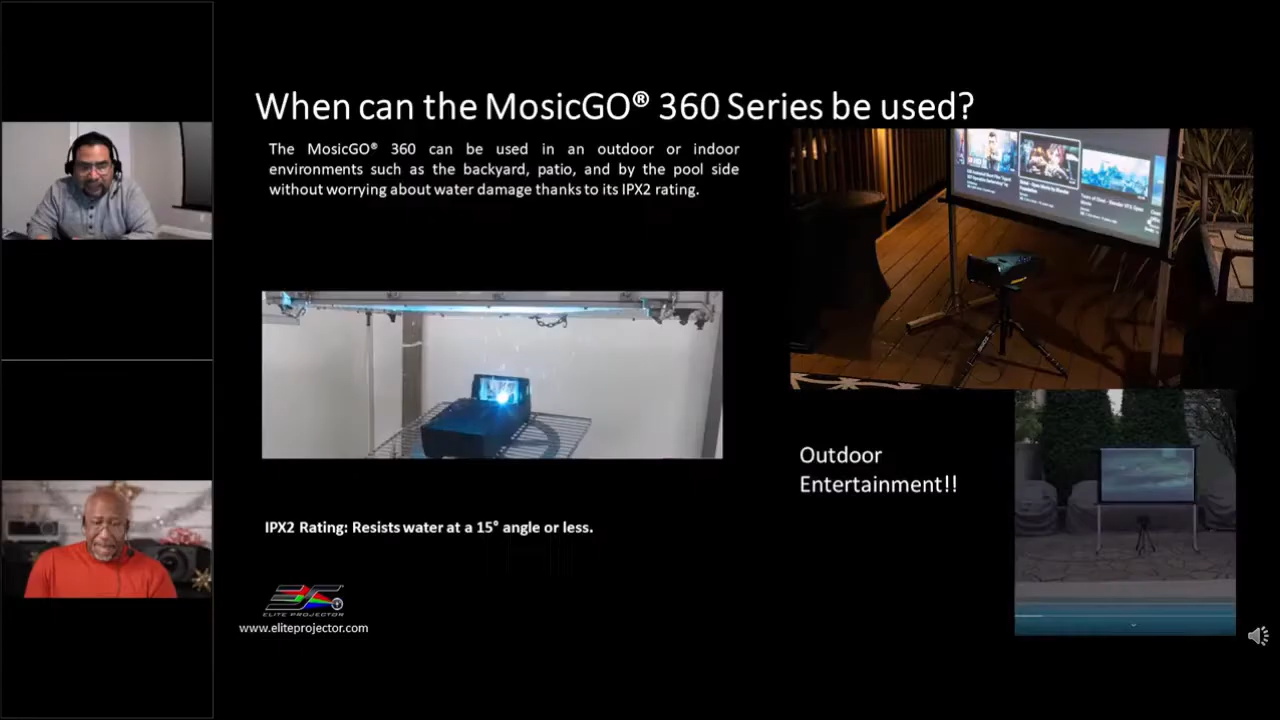 When can the MosicGO® 360 Series be used?
The MosicGO® 360 can be used in an outdoor or indoor
environments such as the backyard, patio, and by the pool side
without worrying about water damage thanks to its IPX2 rating.
Outdoor
Entertainment!!
IPX2 Rating: Resists water at a 15° angle or less.
ELITE PROJECTOR
www.eliteprojector.com